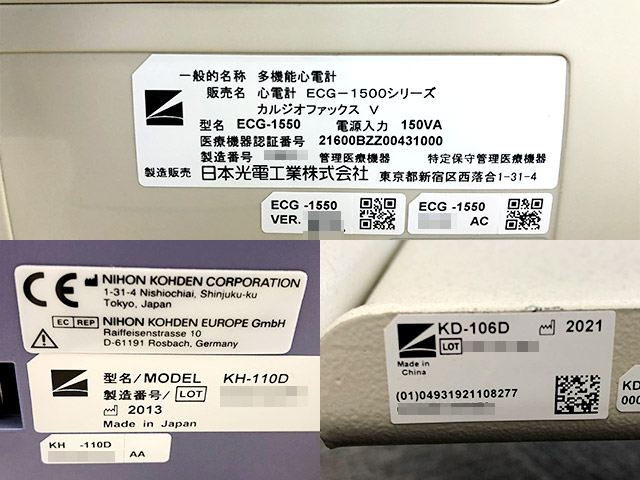 一般的名称 多機能心電計
販売名 心電計 ECG-1500シリーズ
カルジオファックス V
型名 ECG-1550 電源入力 150VA
医療機器認証番号 21600BZZ00431000
製造番号 管理医療機器 特定保守管理医療機器
製造販売 日本光電工業株式会社 東京都新宿区西落合1-31-4
ECG -1550
VER.
ECG -1550
AC
CE NIHON KOHDEN CORPORATION
1-31-4 Nishiochiai, Shinjuku-ku
Tokyo, Japan
EC REP NIHON KOHDEN EUROPE GmbH
Raiffeisenstrasse 10
D-61191 Rosbach, Germany
型名/MODEL KH-110D
製造番号/ LOT
2013
Made in Japan
KH -110D
AA
KD-106D 2021
LOT
Made in
China
(01)04931921108277
KD
000